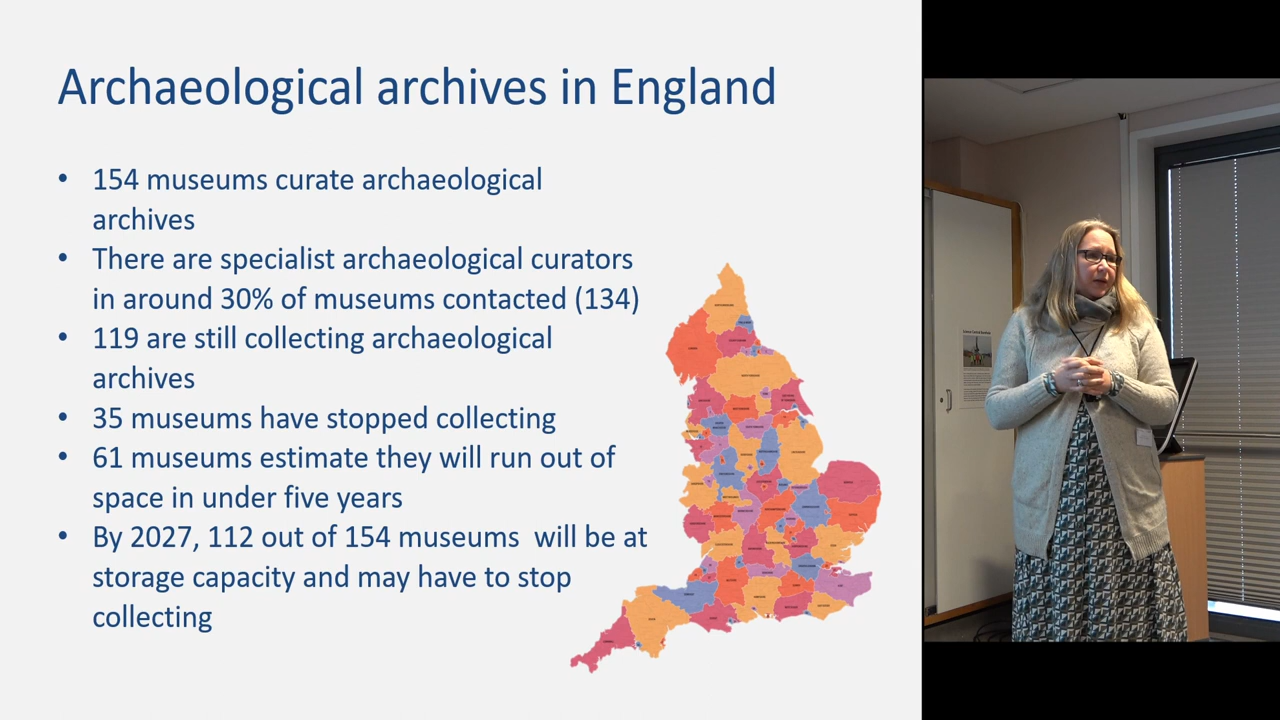 Archaeological archives in England
• 154 museums curate archaeological
archives
• There are specialist archaeological curators
in around 30% of museums contacted (134)
• 119 are still collecting archaeological
archives
• 35 museums have stopped collecting
• 61 museums estimate they will run out of
space in under five years
• By 2027, 112 out of 154 museums  will be at
storage capacity and may have to stop
collecting